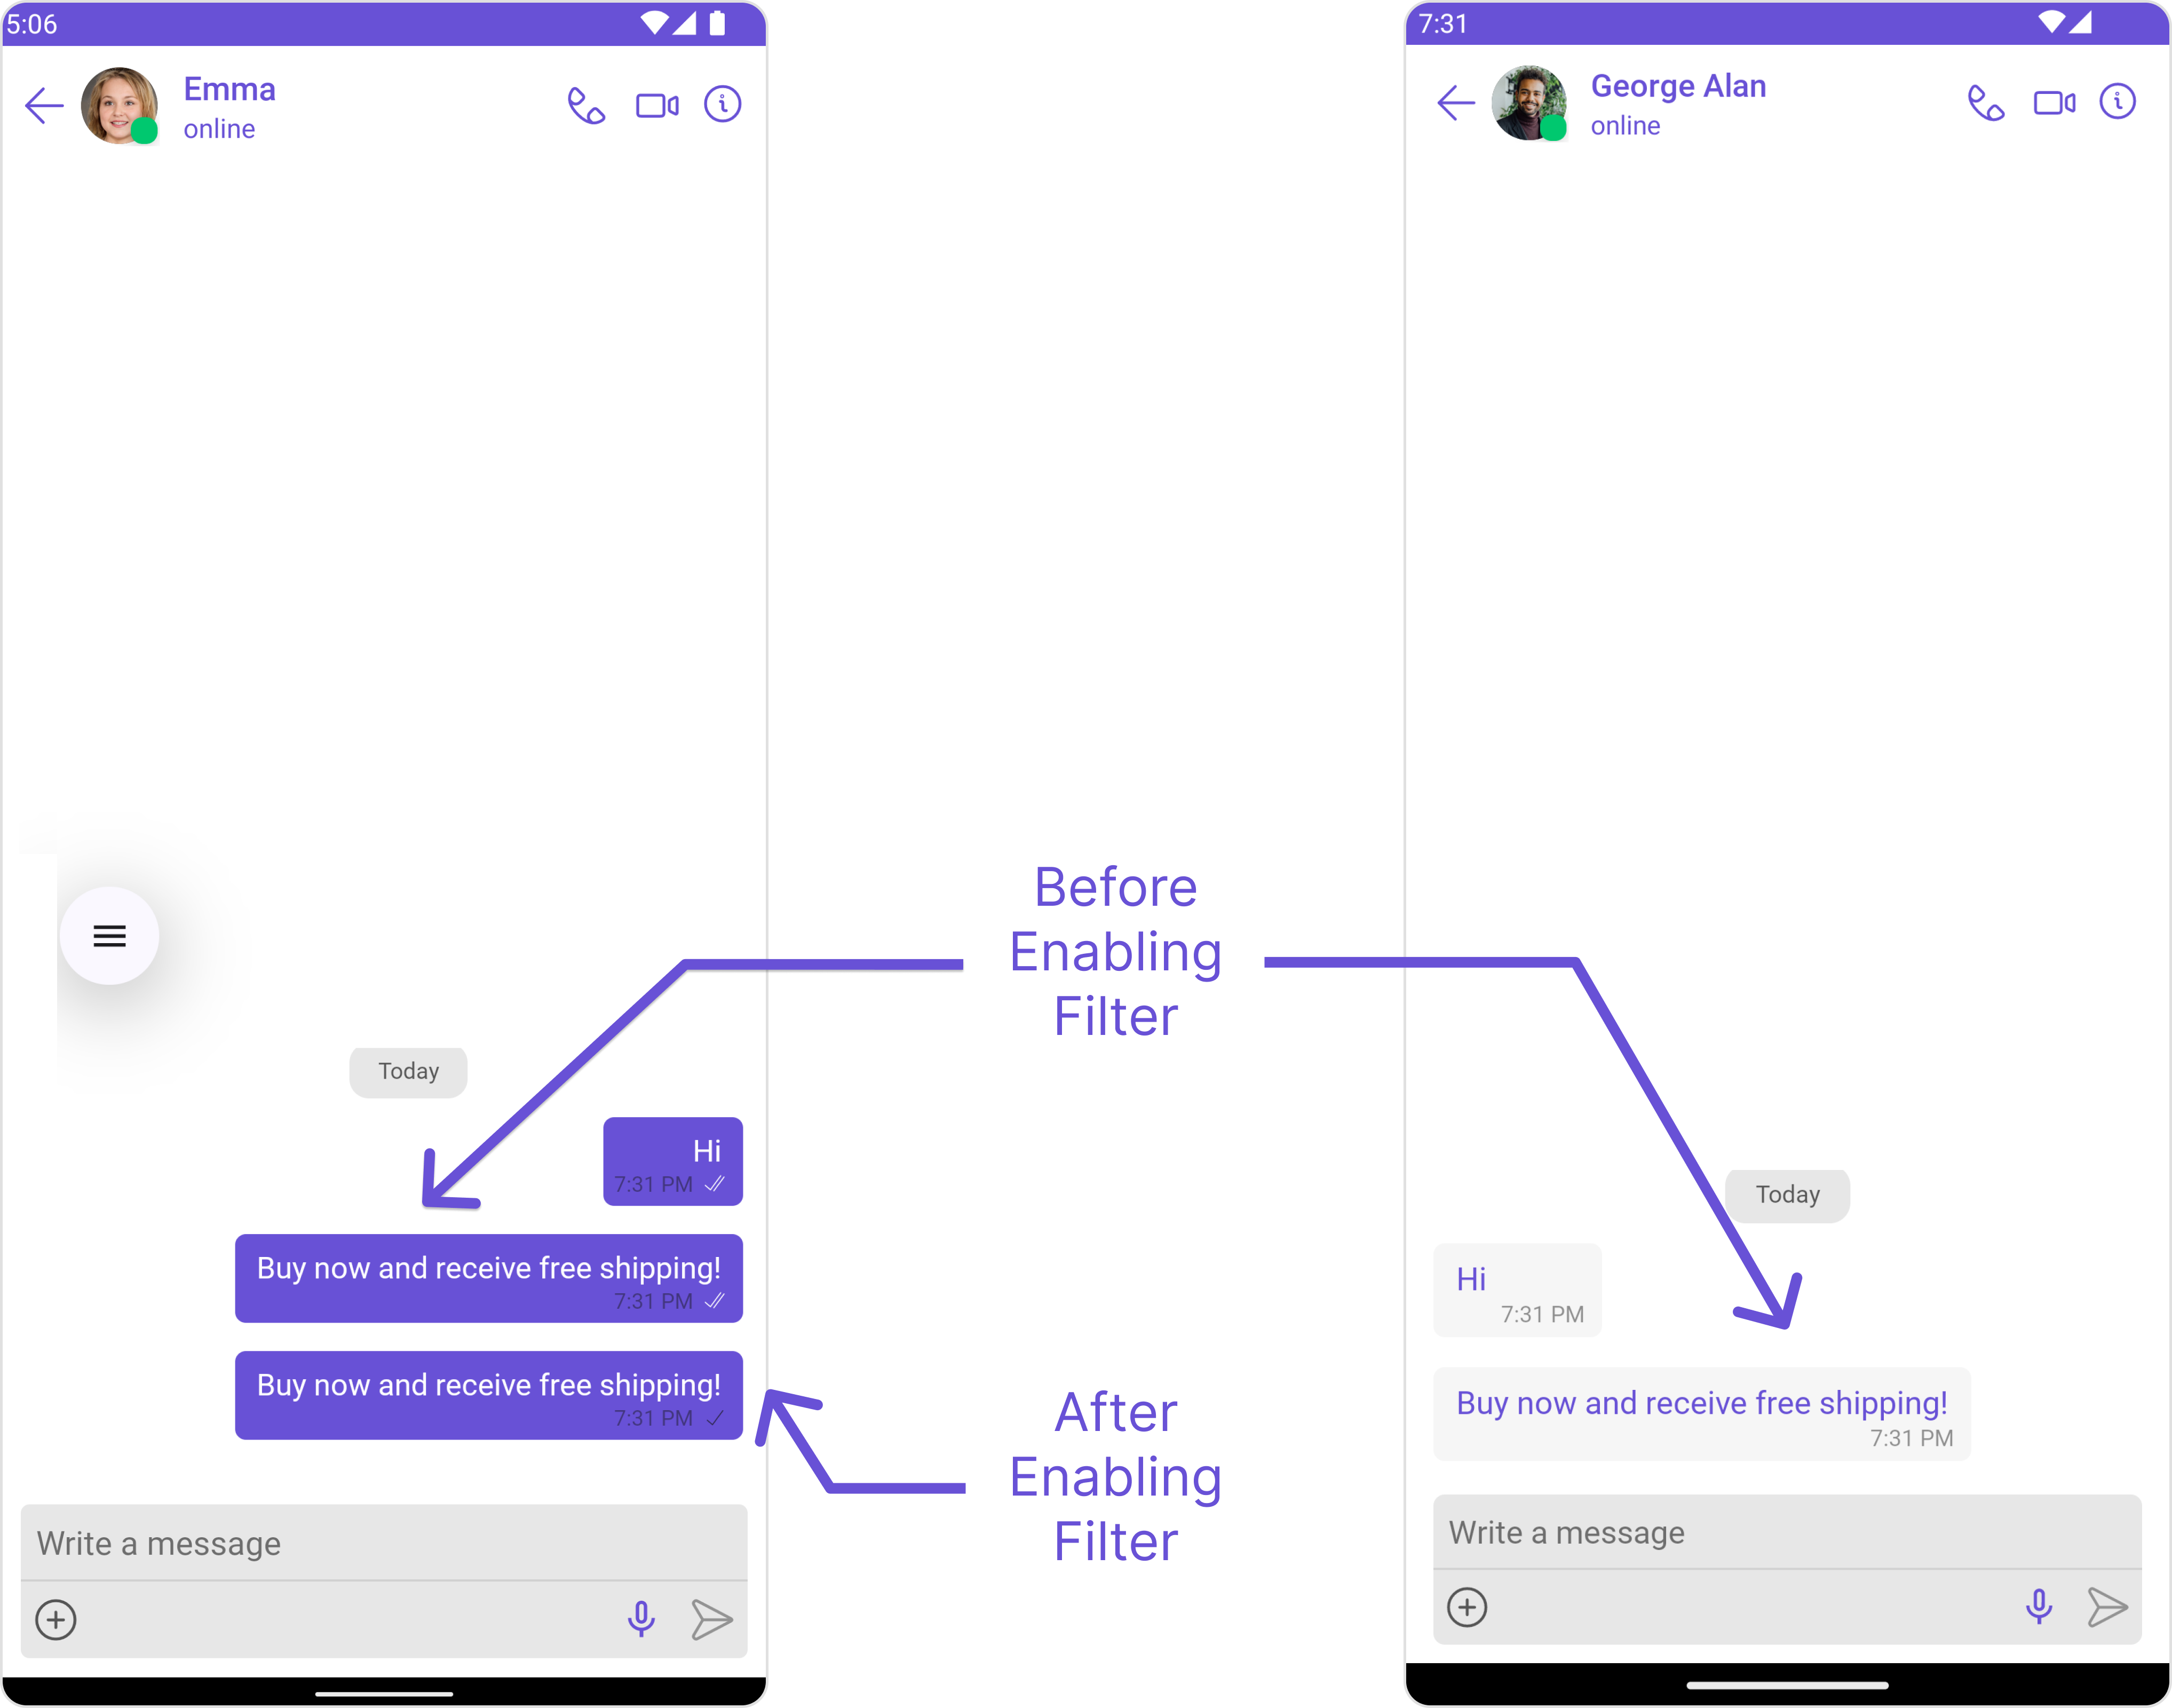 5:06
Emma
online
Today
Hi
7:31 PM
Buy now and receive free shipping!
7:31 PM
Buy now and receive free shipping!
7:31 PM
Write a message
Before
Enabling
Filter
After
Enabling
Filter
7:31
George Alan
online
Today
Hi
7:31 PM
Buy now and receive free shipping!
7:31 PM
Write a message